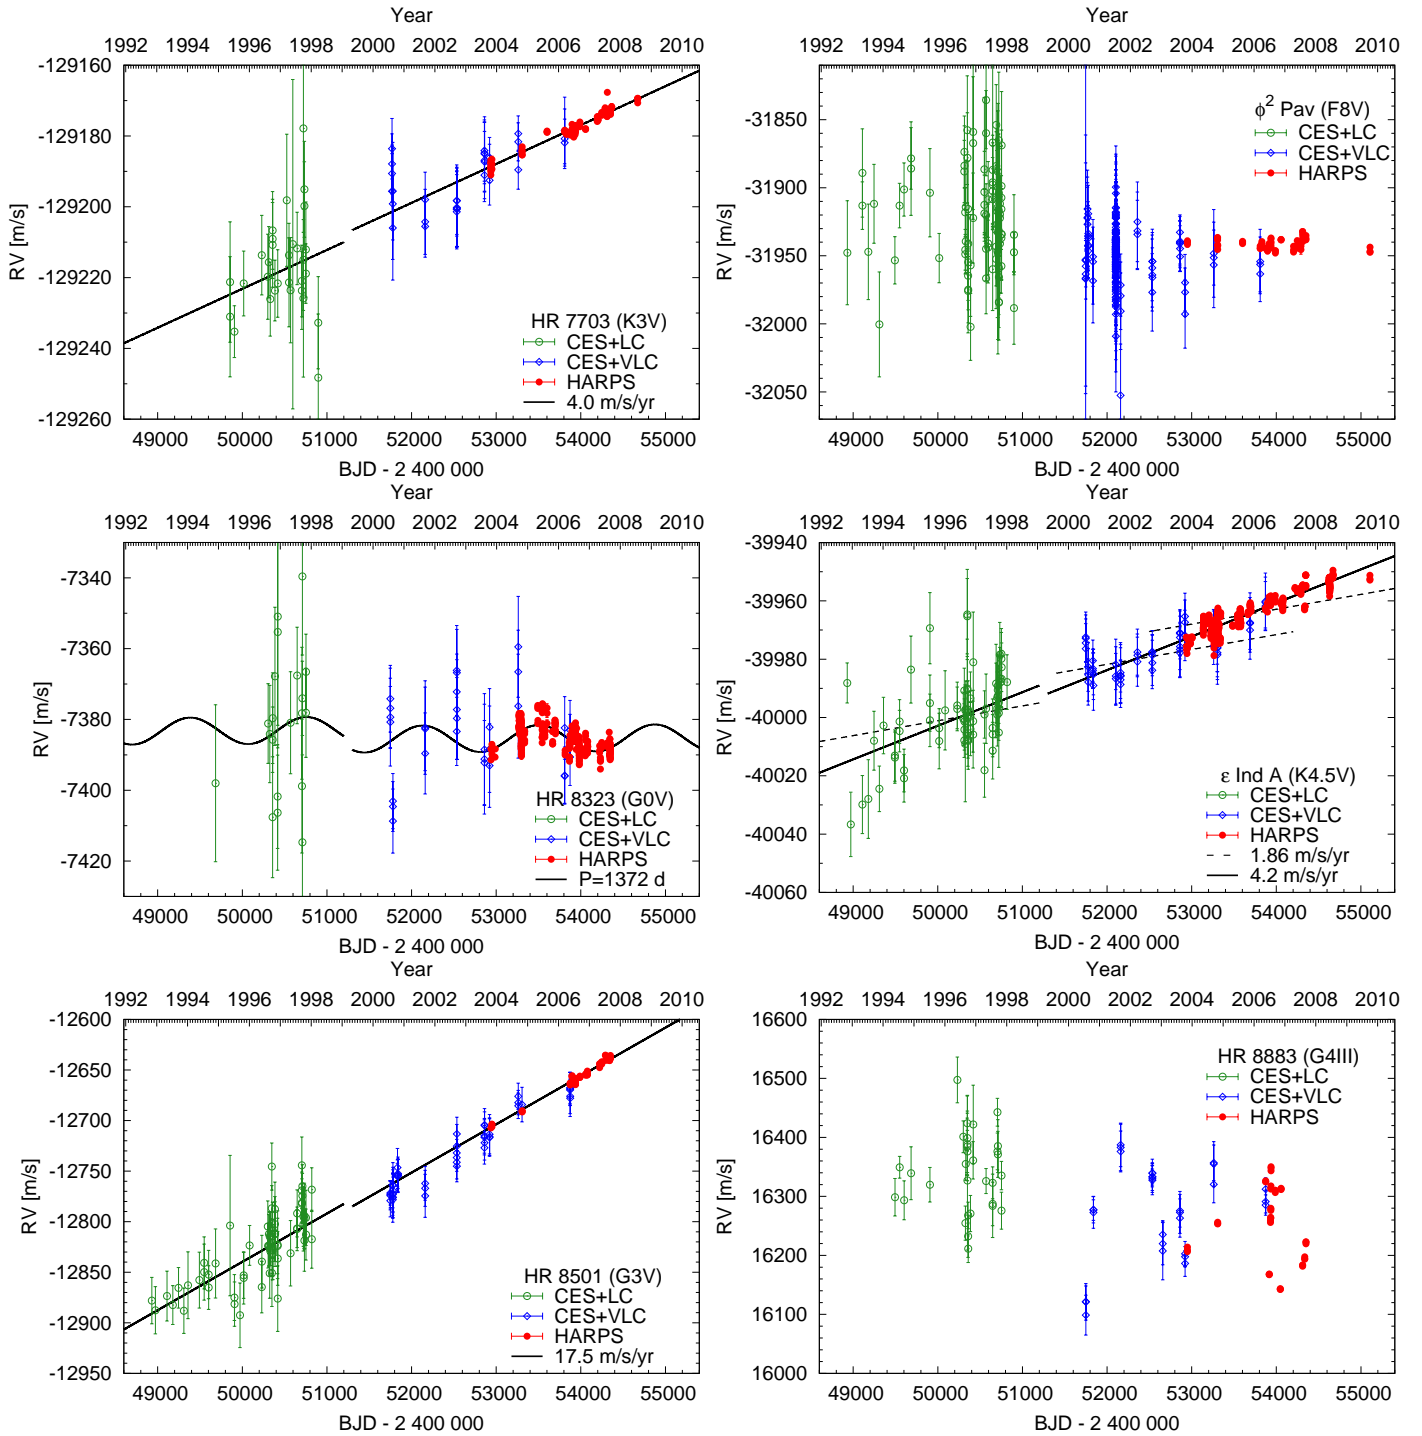 Year
1992 1994 1996 1998 2000 2002 2004 2006 2008 2010
-129160
-129180
-129200
-129220
-129240
-129260
RV [m/s]
HR 7703 (K3V)
CES+LC
CES+VLC
HARPS
4.0 m/s/yr
49000 50000 51000 52000 53000 54000 55000
BJD - 2 400 000
Year
1992 1994 1996 1998 2000 2002 2004 2006 2008 2010
-31850
-31900
-31950
-32000
-32050
RV [m/s]
ϕ² Pav (F8V)
CES+LC
CES+VLC
HARPS
49000 50000 51000 52000 53000 54000 55000
BJD - 2 400 000
Year
1992 1994 1996 1998 2000 2002 2004 2006 2008 2010
-7340
-7360
-7380
-7400
-7420
RV [m/s]
HR 8323 (G0V)
CES+LC
CES+VLC
HARPS
P=1372 d
49000 50000 51000 52000 53000 54000 55000
BJD - 2 400 000
Year
1992 1994 1996 1998 2000 2002 2004 2006 2008 2010
-39940
-39960
-39980
-40000
-40020
-40040
-40060
RV [m/s]
ε Ind A (K4.5V)
CES+LC
CES+VLC
HARPS
1.86 m/s/yr
4.2 m/s/yr
49000 50000 51000 52000 53000 54000 55000
BJD - 2 400 000
Year
1992 1994 1996 1998 2000 2002 2004 2006 2008 2010
-12600
-12650
-12700
-12750
-12800
-12850
-12900
-12950
RV [m/s]
HR 8501 (G3V)
CES+LC
CES+VLC
HARPS
17.5 m/s/yr
49000 50000 51000 52000 53000 54000 55000
BJD - 2 400 000
Year
1992 1994 1996 1998 2000 2002 2004 2006 2008 2010
16600
16500
16400
16300
16200
16100
16000
RV [m/s]
HR 8883 (G4III)
CES+LC
CES+VLC
HARPS
49000 50000 51000 52000 53000 54000 55000
BJD - 2 400 000